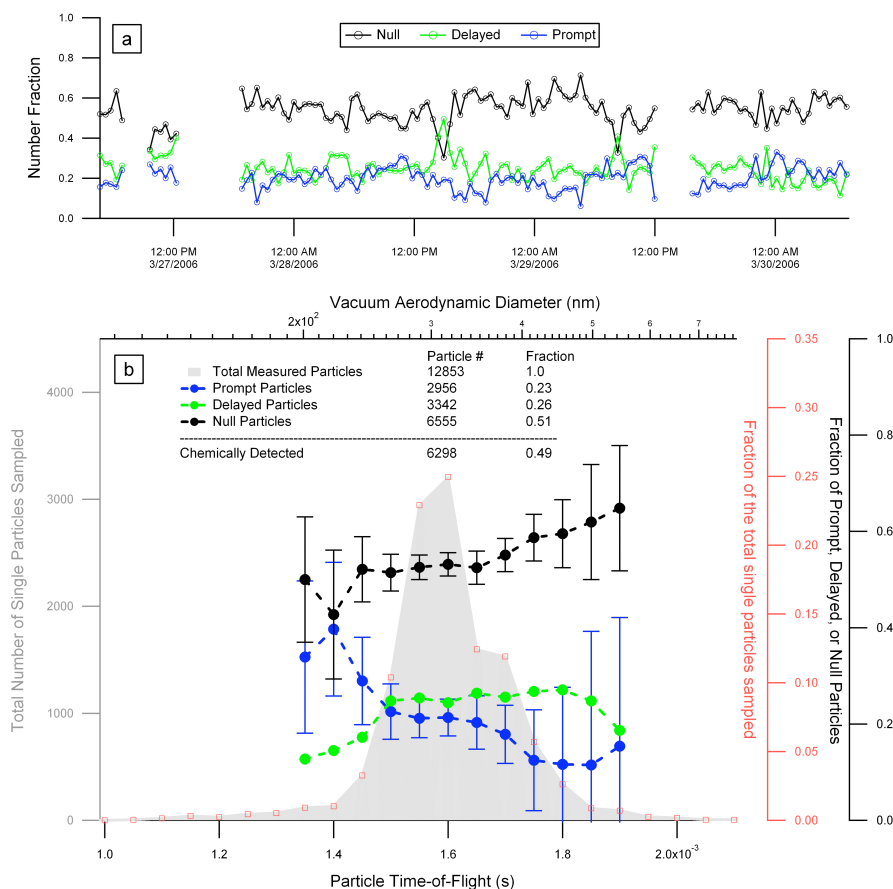 a
Null Delayed Prompt
Number Fraction
1.0
0.8
0.6
0.4
0.2
0.0
12:00 PM 12:00 AM 12:00 PM 12:00 AM 12:00 PM 12:00 AM
3/27/2006 3/28/2006 3/29/2006 3/30/2006
Vacuum Aerodynamic Diameter (nm)
2x10² 3 4 5 6 7
b
Particle # Fraction
Total Measured Particles 12853 1.0
Prompt Particles 2956 0.23
Delayed Particles 3342 0.26
Null Particles 6555 0.51
Chemically Detected 6298 0.49
Total Number of Single Particles Sampled
4000
3000
2000
1000
0
Fraction of the total single particles sampled
0.35
0.30
0.25
0.20
0.15
0.10
0.05
0.00
Fraction of Prompt, Delayed, or Null Particles
1.0
0.8
0.6
0.4
0.2
0.0
1.0 1.2 1.4 1.6 1.8 2.0x10⁻³
Particle Time-of-Flight (s)